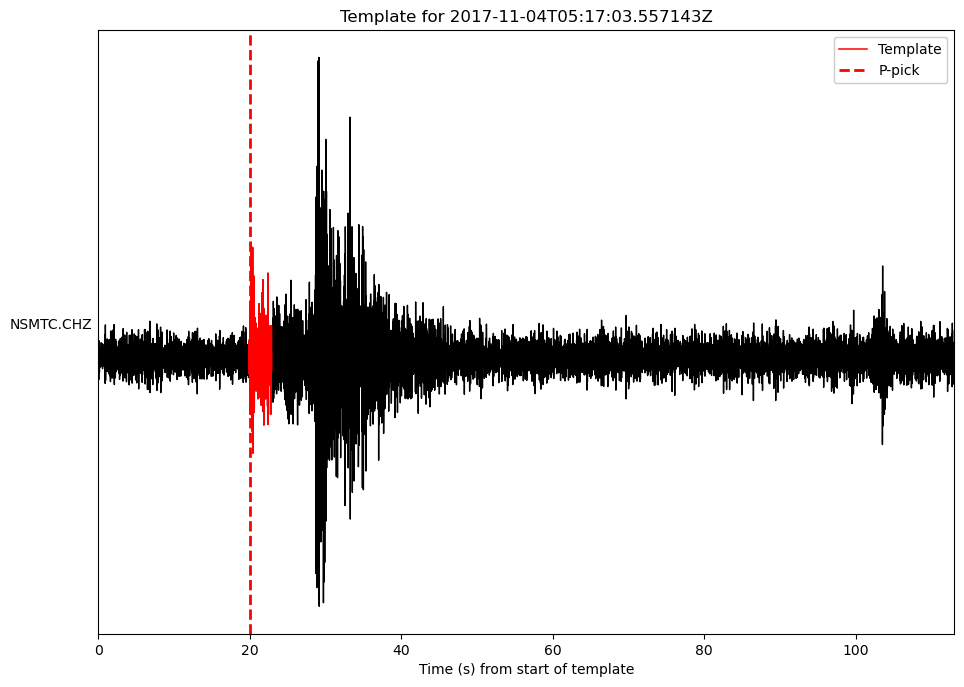 Template for 2017-11-04T05:17:03.557143Z
Template
P-pick
NSMTC.CHZ
0 20 40 60 80 100
Time (s) from start of template